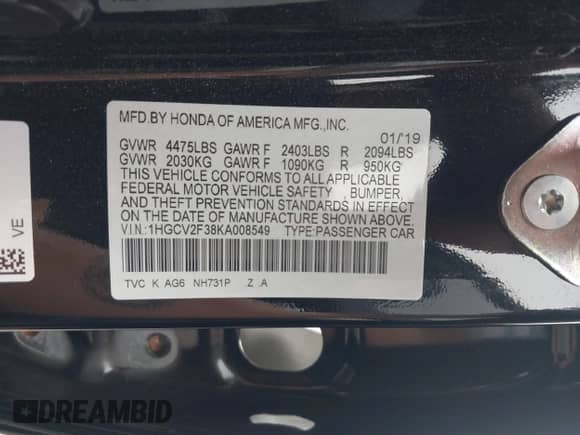 MFD.BY HONDA OF AMERICA MFG.,INC.
01/'19
GVWR 4475LBS GAWR F 2403LBS R 2094LBS
GVWR 2030KG GAWR F 1090KG R 950KG
THIS VEHICLE CONFORMS TO ALL APPLICABLE
FEDERAL MOTOR VEHICLE SAFETY BUMPER,
AND THEFT PREVENTION STANDARDS IN EFFECT
ON THE DATE OF MANUFACTURE SHOWN ABOVE.
V.I.N.: 1HGCV2F38KA008549 TYPE:PASSENGER CAR
TVC K AG6 NH731P .Z .A
VE
DREAMBID